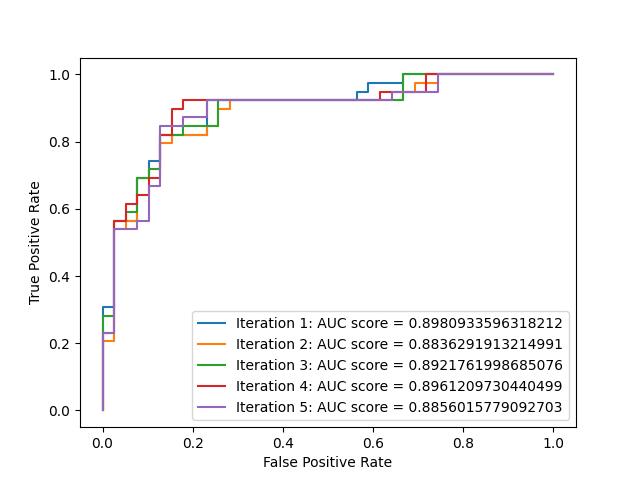 1.0
0.8
0.6
0.4
0.2
0.0
True Positive Rate
Iteration 1: AUC score = 0.8980933596318212
Iteration 2: AUC score = 0.8836291913214991
Iteration 3: AUC score = 0.8921761998685076
Iteration 4: AUC score = 0.8961209730440499
Iteration 5: AUC score = 0.8856015779092703
0.0 0.2 0.4 0.6 0.8 1.0
False Positive Rate